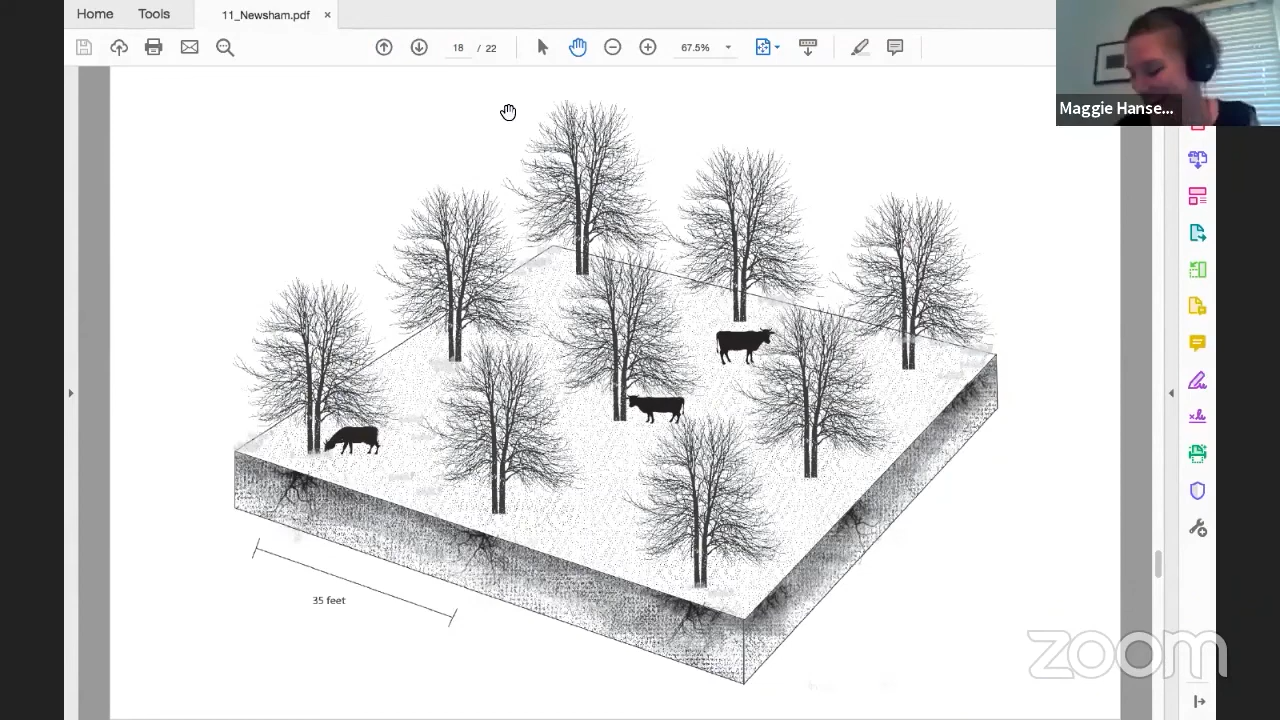 Home Tools 11_Newsham.pdf ×
18 / 22 67.5%
Maggie Hanse...
35 feet
zoom